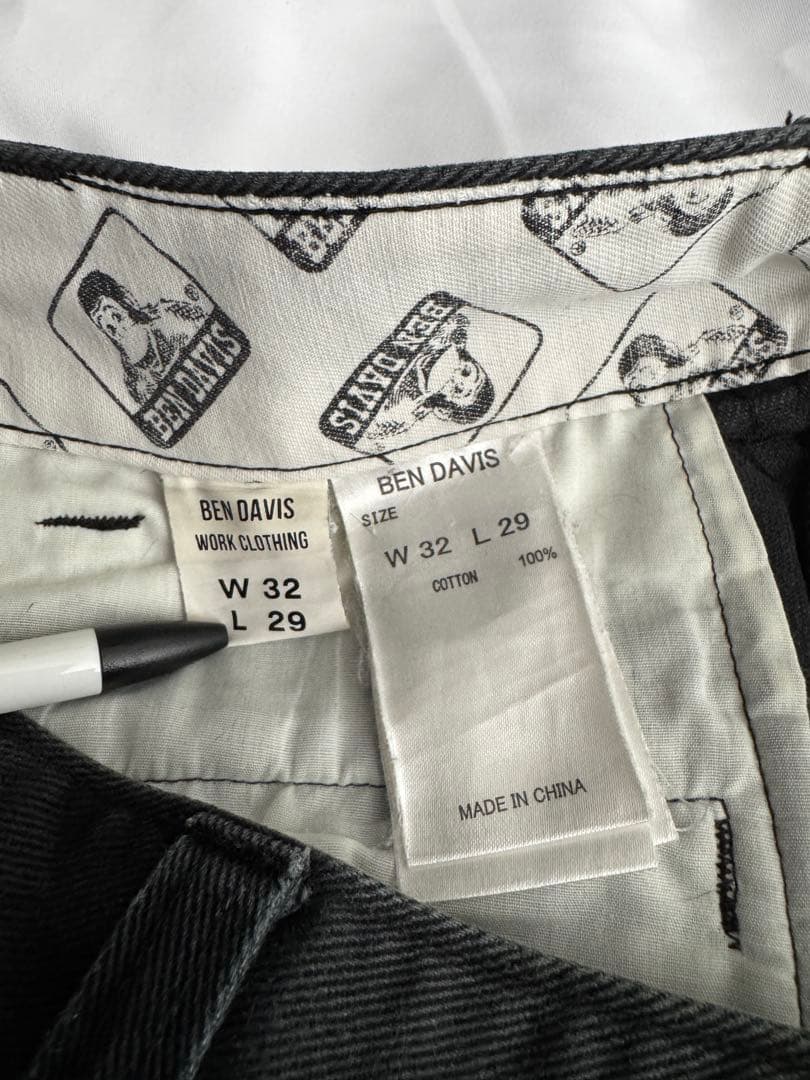 BEN DAVIS
BEN DAVIS
BE
BEN DAVIS
WORK CLOTHING
W 32
L 29
BEN DAVIS
SIZE
W 32 L 29
COTTON 100%
MADE IN CHINA